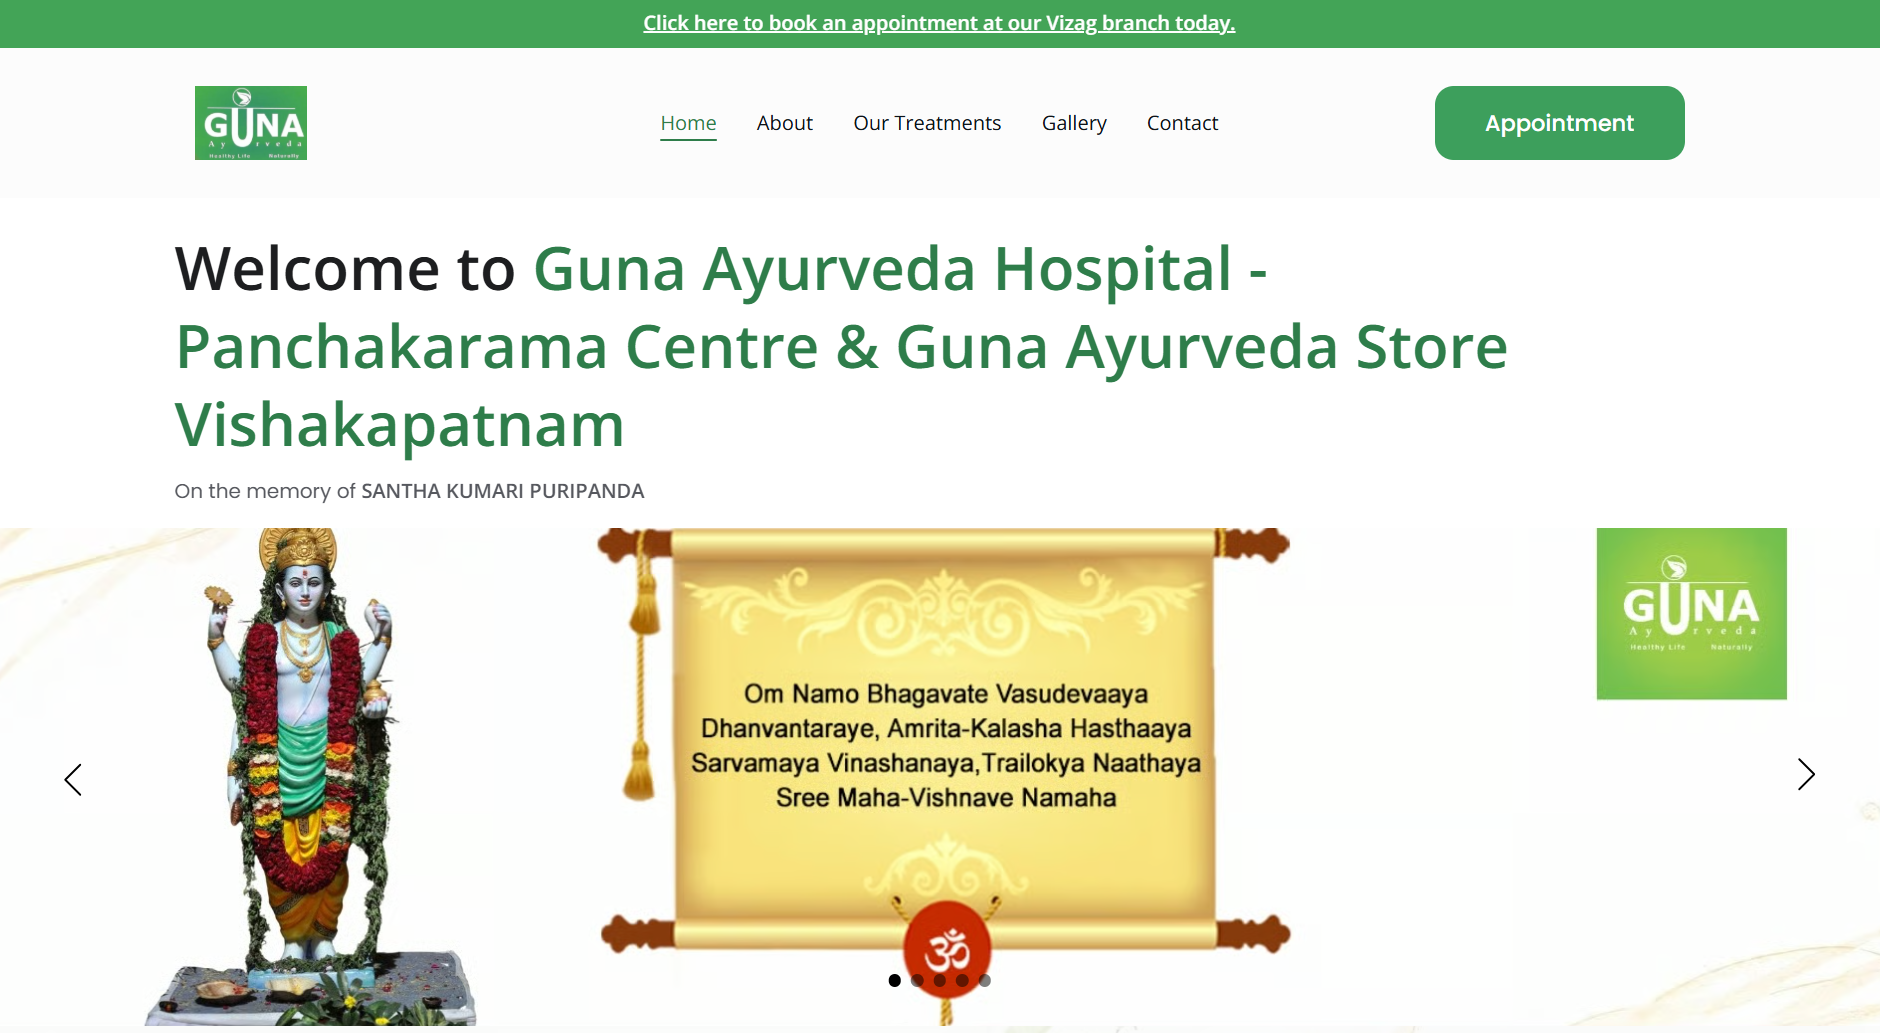 Click here to book an appointment at our Vizag branch today.
GUNA
Ayurveda
Healthy Life Naturally
Home About Our Treatments Gallery Contact
Appointment
Welcome to Guna Ayurveda Hospital -
Panchakarama Centre & Guna Ayurveda Store
Vishakapatnam
On the memory of SANTHA KUMARI PURIPANDA
GUNA
Ayurveda
Healthy Life Naturally
Om Namo Bhagavate Vasudevaaya
Dhanvantaraye, Amrita-Kalasha Hasthaaya
Sarvamaya Vinashanaya,Trailokya Naathaya
Sree Maha-Vishnave Namaha
ॐ